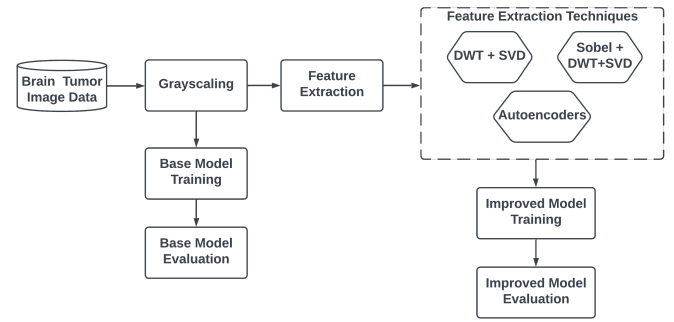 Feature Extraction Techniques
DWT + SVD
Sobel +
DWT+SVD
Autoencoders
Brain Tumor
Image Data
Grayscaling
Feature
Extraction
Base Model
Training
Base Model
Evaluation
Improved Model
Training
Improved Model
Evaluation